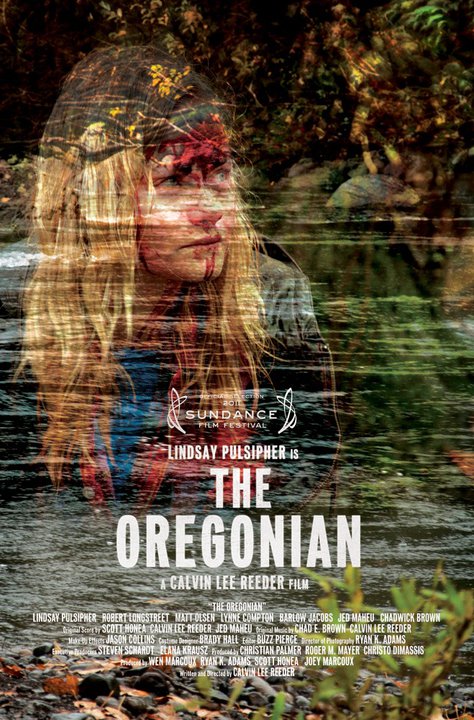 OFFICIAL SELECTION
2011
SUNDANCE
FILM FESTIVAL
LINDSAY PULSIPHER IS
THE
OREGONIAN
A CALVIN LEE REEDER FILM
"THE OREGONIAN"
LINDSAY PULSIPHER ROBERT LONGSTREET MATT OLSEN LYNNE COMPTON BARLOW JACOBS JED MAHEU CHADWICK BROWN
Original Score by SCOTT HONEA CALVIN LEE REEDER JED MAHEU Original Music by CHAD E. BROWN CALVIN LEE REEDER
Make Up Effects JASON COLLINS Costume Designer BRADY HALL Editor BUZZ PIERCE Director of Photography RYAN K. ADAMS
Executive Producers STEVEN SCHARDT ELANA KRAUSZ Produced by CHRISTIAN PALMER ROGER M. MAYER CHRISTO DIMASSIS
Produced by WEN MARCOUX RYAN K. ADAMS SCOTT HONEA JOEY MARCOUX
Written and Directed by CALVIN LEE REEDER